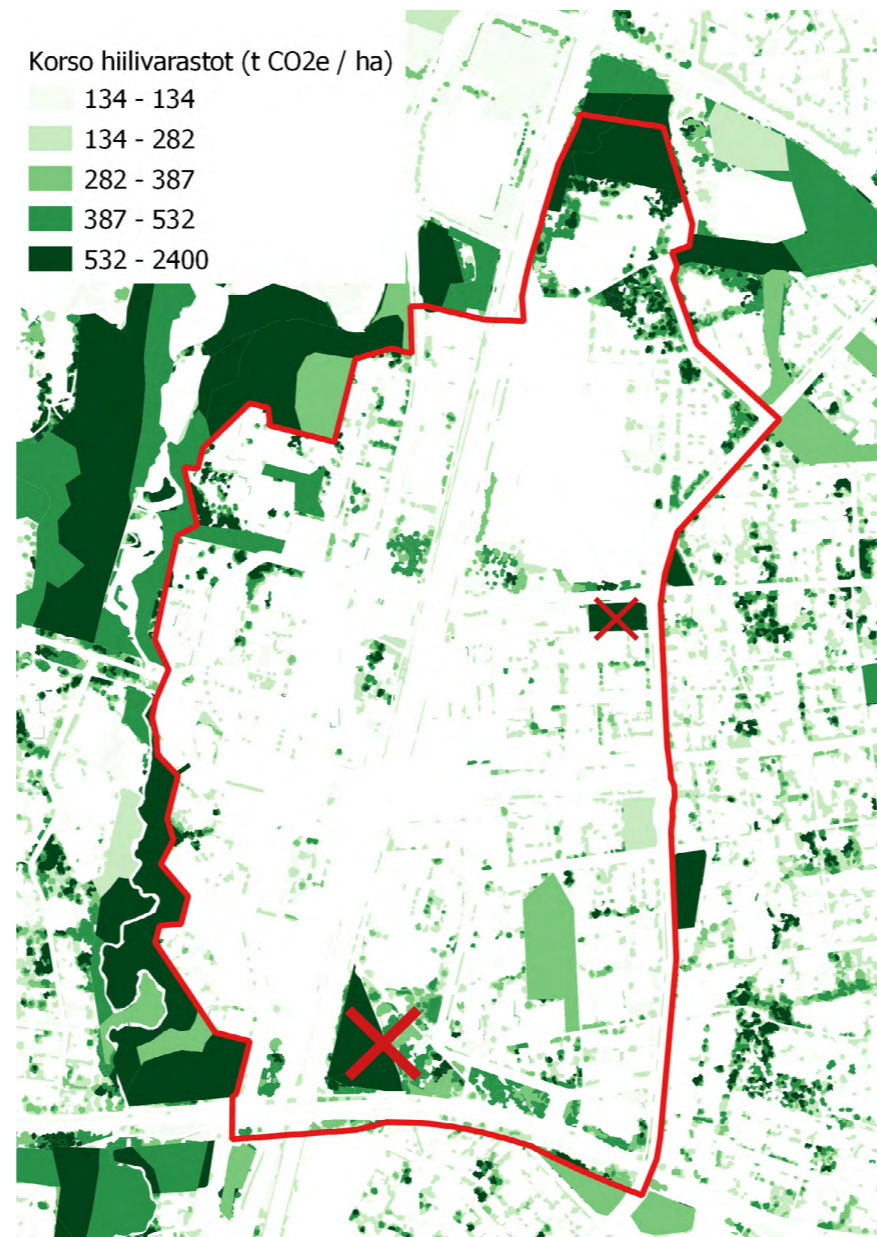 Korso hiilivarastot (t CO2e / ha)
134 - 134
134 - 282
282 - 387
387 - 532
532 - 2400